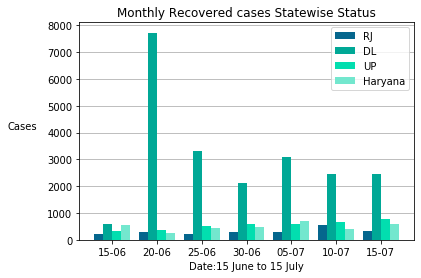 Monthly Recovered cases Statewise Status
8000
7000
6000
5000
4000
3000
2000
1000
0
Cases
RJ
DL
UP
Haryana
15-06 20-06 25-06 30-06 05-07 10-07 15-07
Date:15 June to 15 July